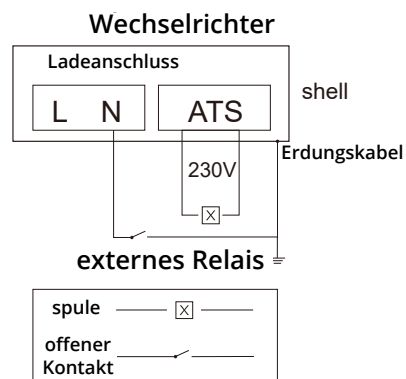 Wechselrichter
Ladeanschluss
L N ATS
shell
Erdungskabel
230V
X
externes Relais
spule X
offener
Kontakt